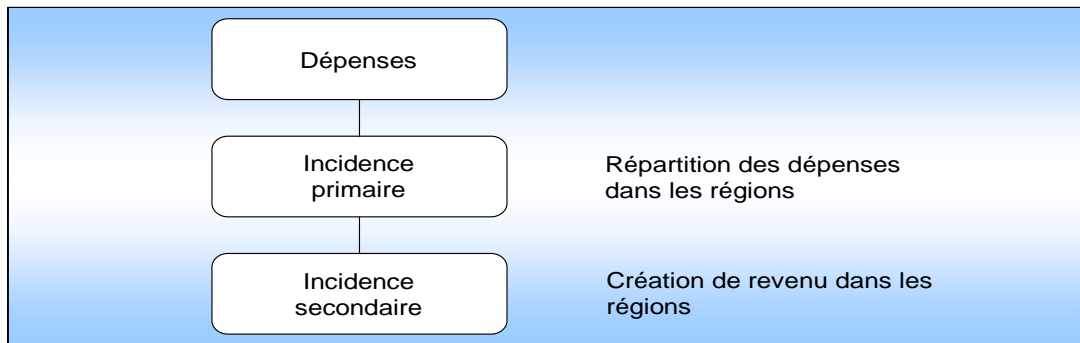 Dépenses
Incidence
primaire
Répartition des dépenses
dans les régions
Incidence
secondaire
Création de revenu dans les
régions